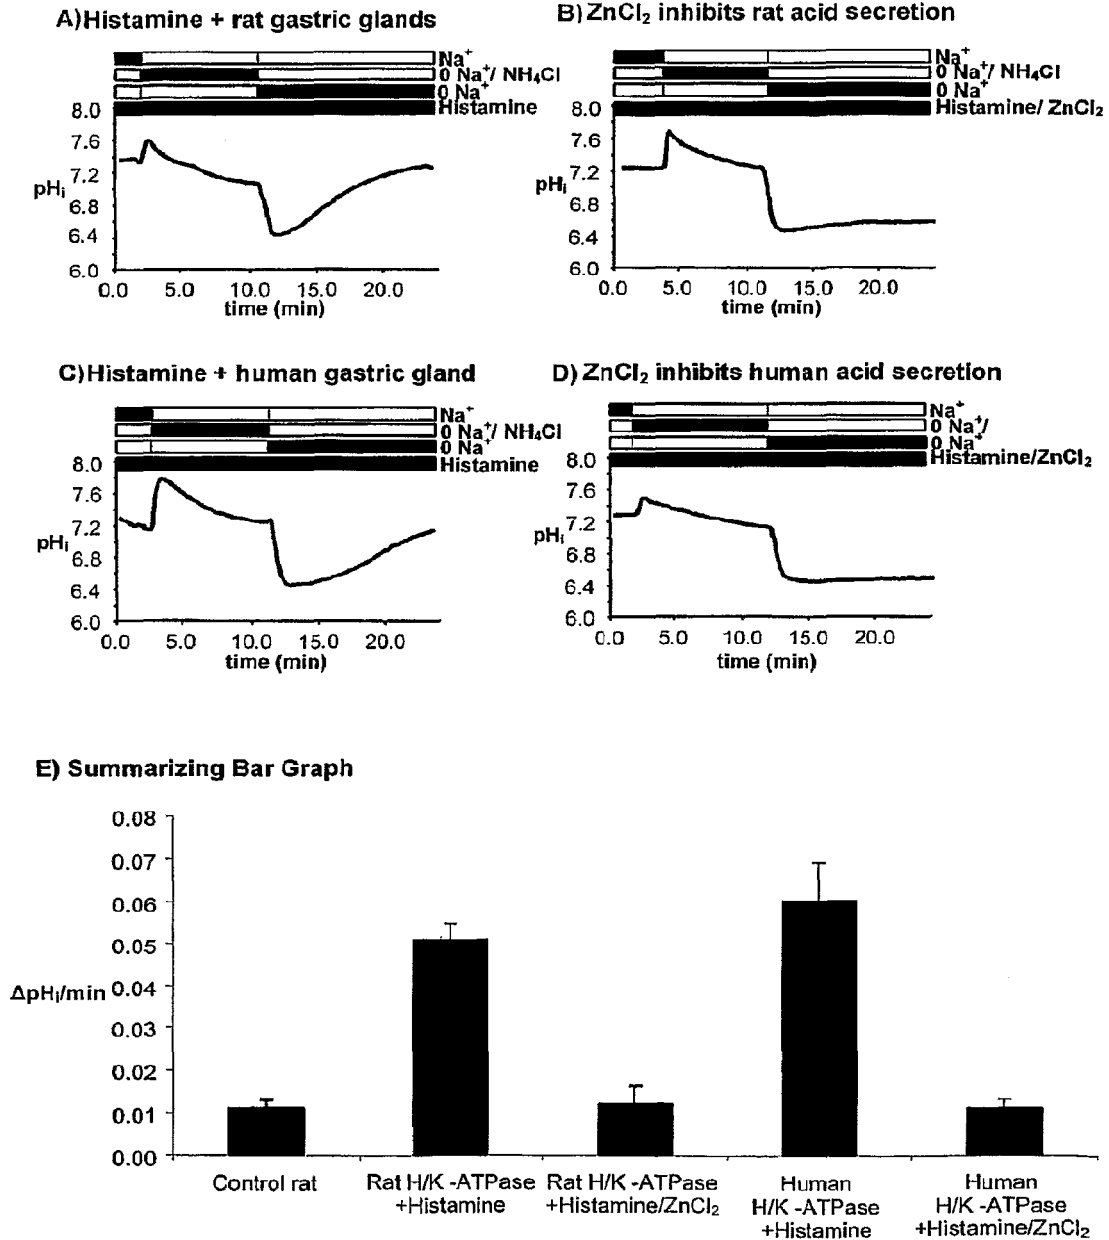 A)Histamine + rat gastric glands
Na⁺
0 Na⁺/ NH₄Cl
0 Na⁺
Histamine
8.0
7.6
7.2
pHᵢ
6.8
6.4
6.0
0.0 5.0 10.0 15.0 20.0
time (min)
B)ZnCl₂ inhibits rat acid secretion
Na⁺
0 Na⁺/ NH₄Cl
0 Na⁺
Histamine/ ZnCl₂
8.0
7.6
7.2
pHᵢ
6.8
6.4
6.0
0.0 5.0 10.0 15.0 20.0
time (min)
C)Histamine + human gastric gland
Na⁺
0 Na⁺/ NH₄Cl
0 Na⁺
Histamine
8.0
7.6
7.2
pHᵢ
6.8
6.4
6.0
0.0 5.0 10.0 15.0 20.0
time (min)
D)ZnCl₂ inhibits human acid secretion
Na⁺
0 Na⁺/
0 Na⁺
Histamine/ZnCl₂
8.0
7.6
7.2
pHᵢ
6.8
6.4
6.0
0.0 5.0 10.0 15.0 20.0
time (min)
E) Summarizing Bar Graph
0.08
0.07
0.06
0.05
ΔpHᵢ/min 0.04
0.03
0.02
0.01
0.00
Control rat
Rat H/K -ATPase
+Histamine
Rat H/K -ATPase
+Histamine/ZnCl₂
Human
H/K -ATPase
+Histamine
Human
H/K -ATPase
+Histamine/ZnCl₂